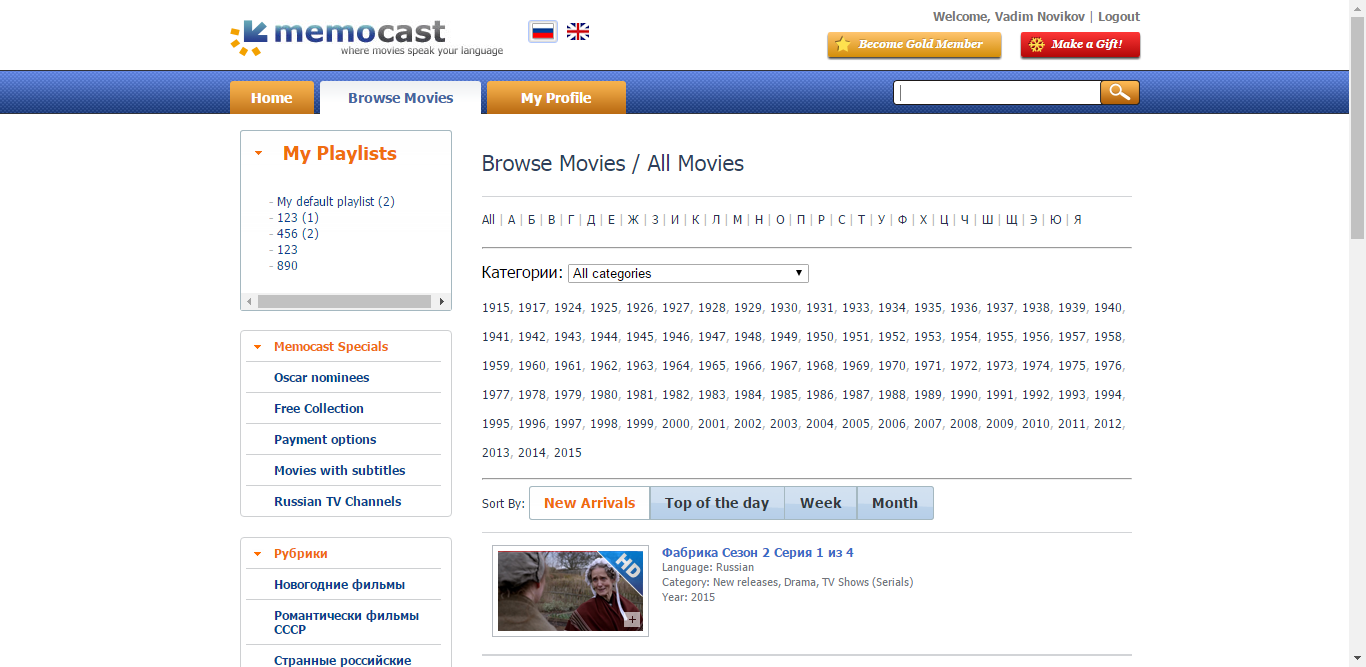 Welcome, Vadim Novikov | Logout
memocast
where movies speak your language
Become Gold Member
Make a Gift!
Home
Browse Movies
My Profile
My Playlists
- My default playlist (2)
- 123 (1)
- 456 (2)
- 123
- 890
Memocast Specials
Oscar nominees
Free Collection
Payment options
Movies with subtitles
Russian TV Channels
Рубрики
Новогодние фильмы
Романтически фильмы
СССР
Странные российские
Browse Movies / All Movies
All | А | Б | В | Г | Д | Е | Ж | З | И | К | Л | М | Н | О | П | Р | С | Т | У | Ф | Х | Ц | Ч | Ш | Щ | Э | Ю | Я
Категории: All categories
1915, 1917, 1924, 1925, 1926, 1927, 1928, 1929, 1930, 1931, 1933, 1934, 1935, 1936, 1937, 1938, 1939, 1940,
1941, 1942, 1943, 1944, 1945, 1946, 1947, 1948, 1949, 1950, 1951, 1952, 1953, 1954, 1955, 1956, 1957, 1958,
1959, 1960, 1961, 1962, 1963, 1964, 1965, 1966, 1967, 1968, 1969, 1970, 1971, 1972, 1973, 1974, 1975, 1976,
1977, 1978, 1979, 1980, 1981, 1982, 1983, 1984, 1985, 1986, 1987, 1988, 1989, 1990, 1991, 1992, 1993, 1994,
1995, 1996, 1997, 1998, 1999, 2000, 2001, 2002, 2003, 2004, 2005, 2006, 2007, 2008, 2009, 2010, 2011, 2012,
2013, 2014, 2015
Sort By: New Arrivals Top of the day Week Month
HD
Фабрика Сезон 2 Серия 1 из 4
Language: Russian
Category: New releases, Drama, TV Shows (Serials)
Year: 2015